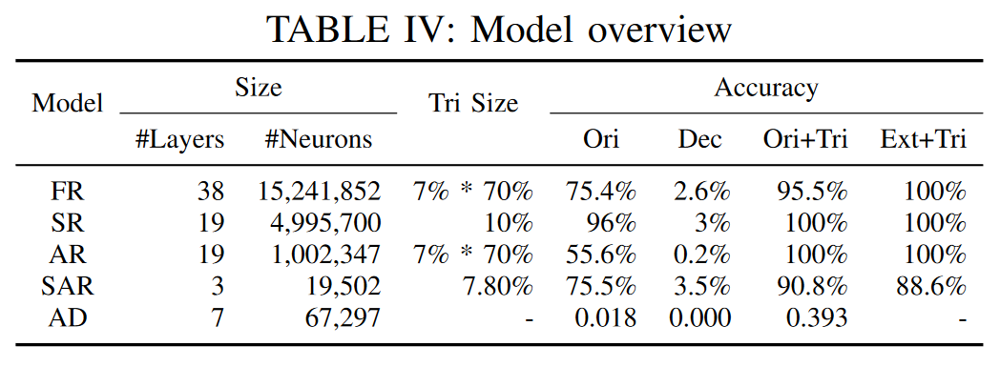 TABLE IV: Model overview
Model Size Tri Size Accuracy
#Layers #Neurons Ori Dec Ori+Tri Ext+Tri
FR 38 15,241,852 7% * 70% 75.4% 2.6% 95.5% 100%
SR 19 4,995,700 10% 96% 3% 100% 100%
AR 19 1,002,347 7% * 70% 55.6% 0.2% 100% 100%
SAR 3 19,502 7.80% 75.5% 3.5% 90.8% 88.6%
AD 7 67,297 - 0.018 0.000 0.393 -